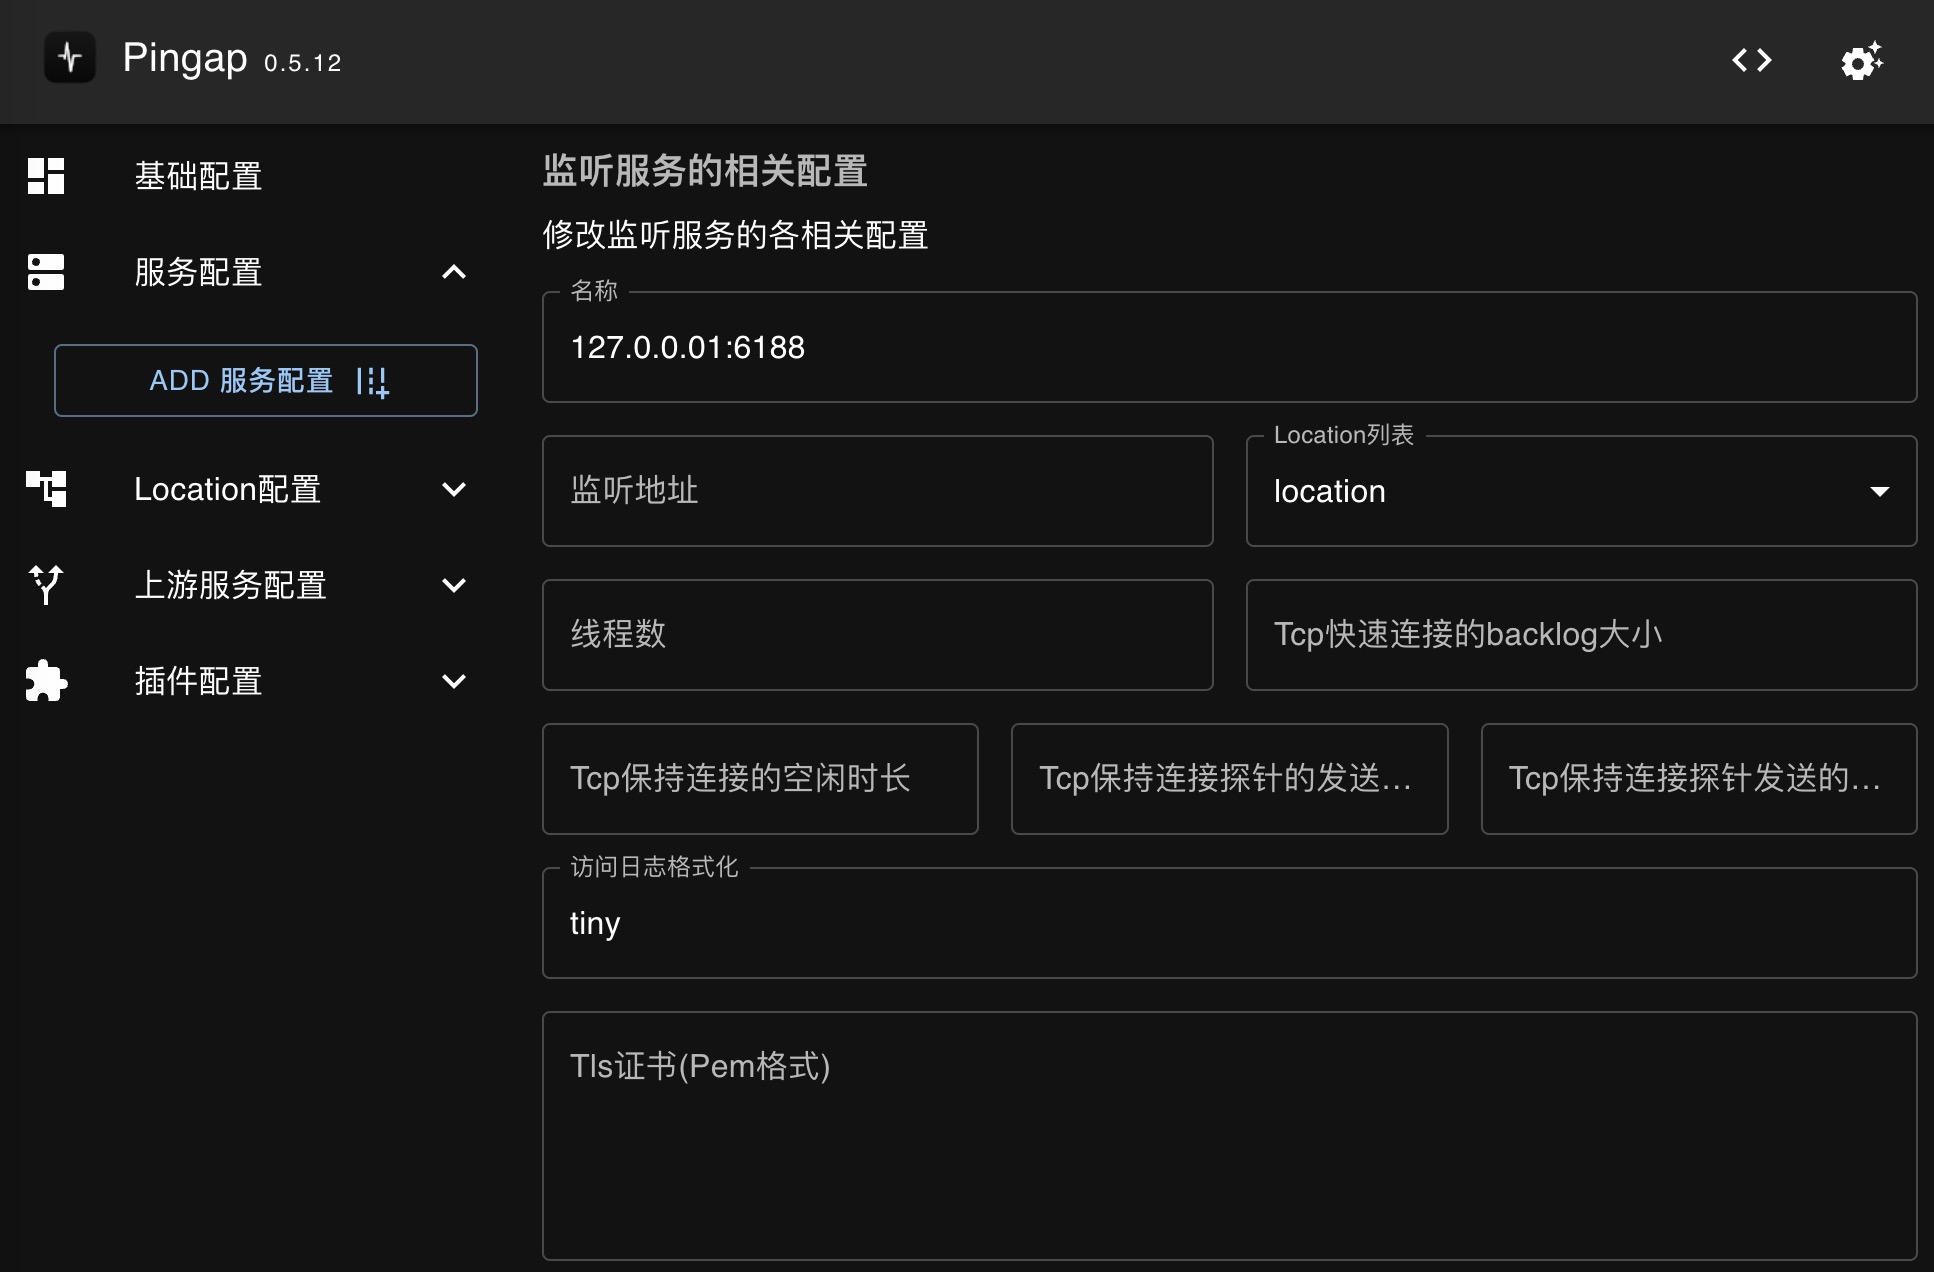 Pingap 0.5.12
基础配置
服务配置
ADD 服务配置
Location配置
上游服务配置
插件配置
监听服务的相关配置
修改监听服务的各相关配置
名称
127.0.0.01:6188
监听地址
Location列表
location
线程数
Tcp快速连接的backlog大小
Tcp保持连接的空闲时长
Tcp保持连接探针的发送...
Tcp保持连接探针发送的...
访问日志格式化
tiny
Tls证书(Pem格式)